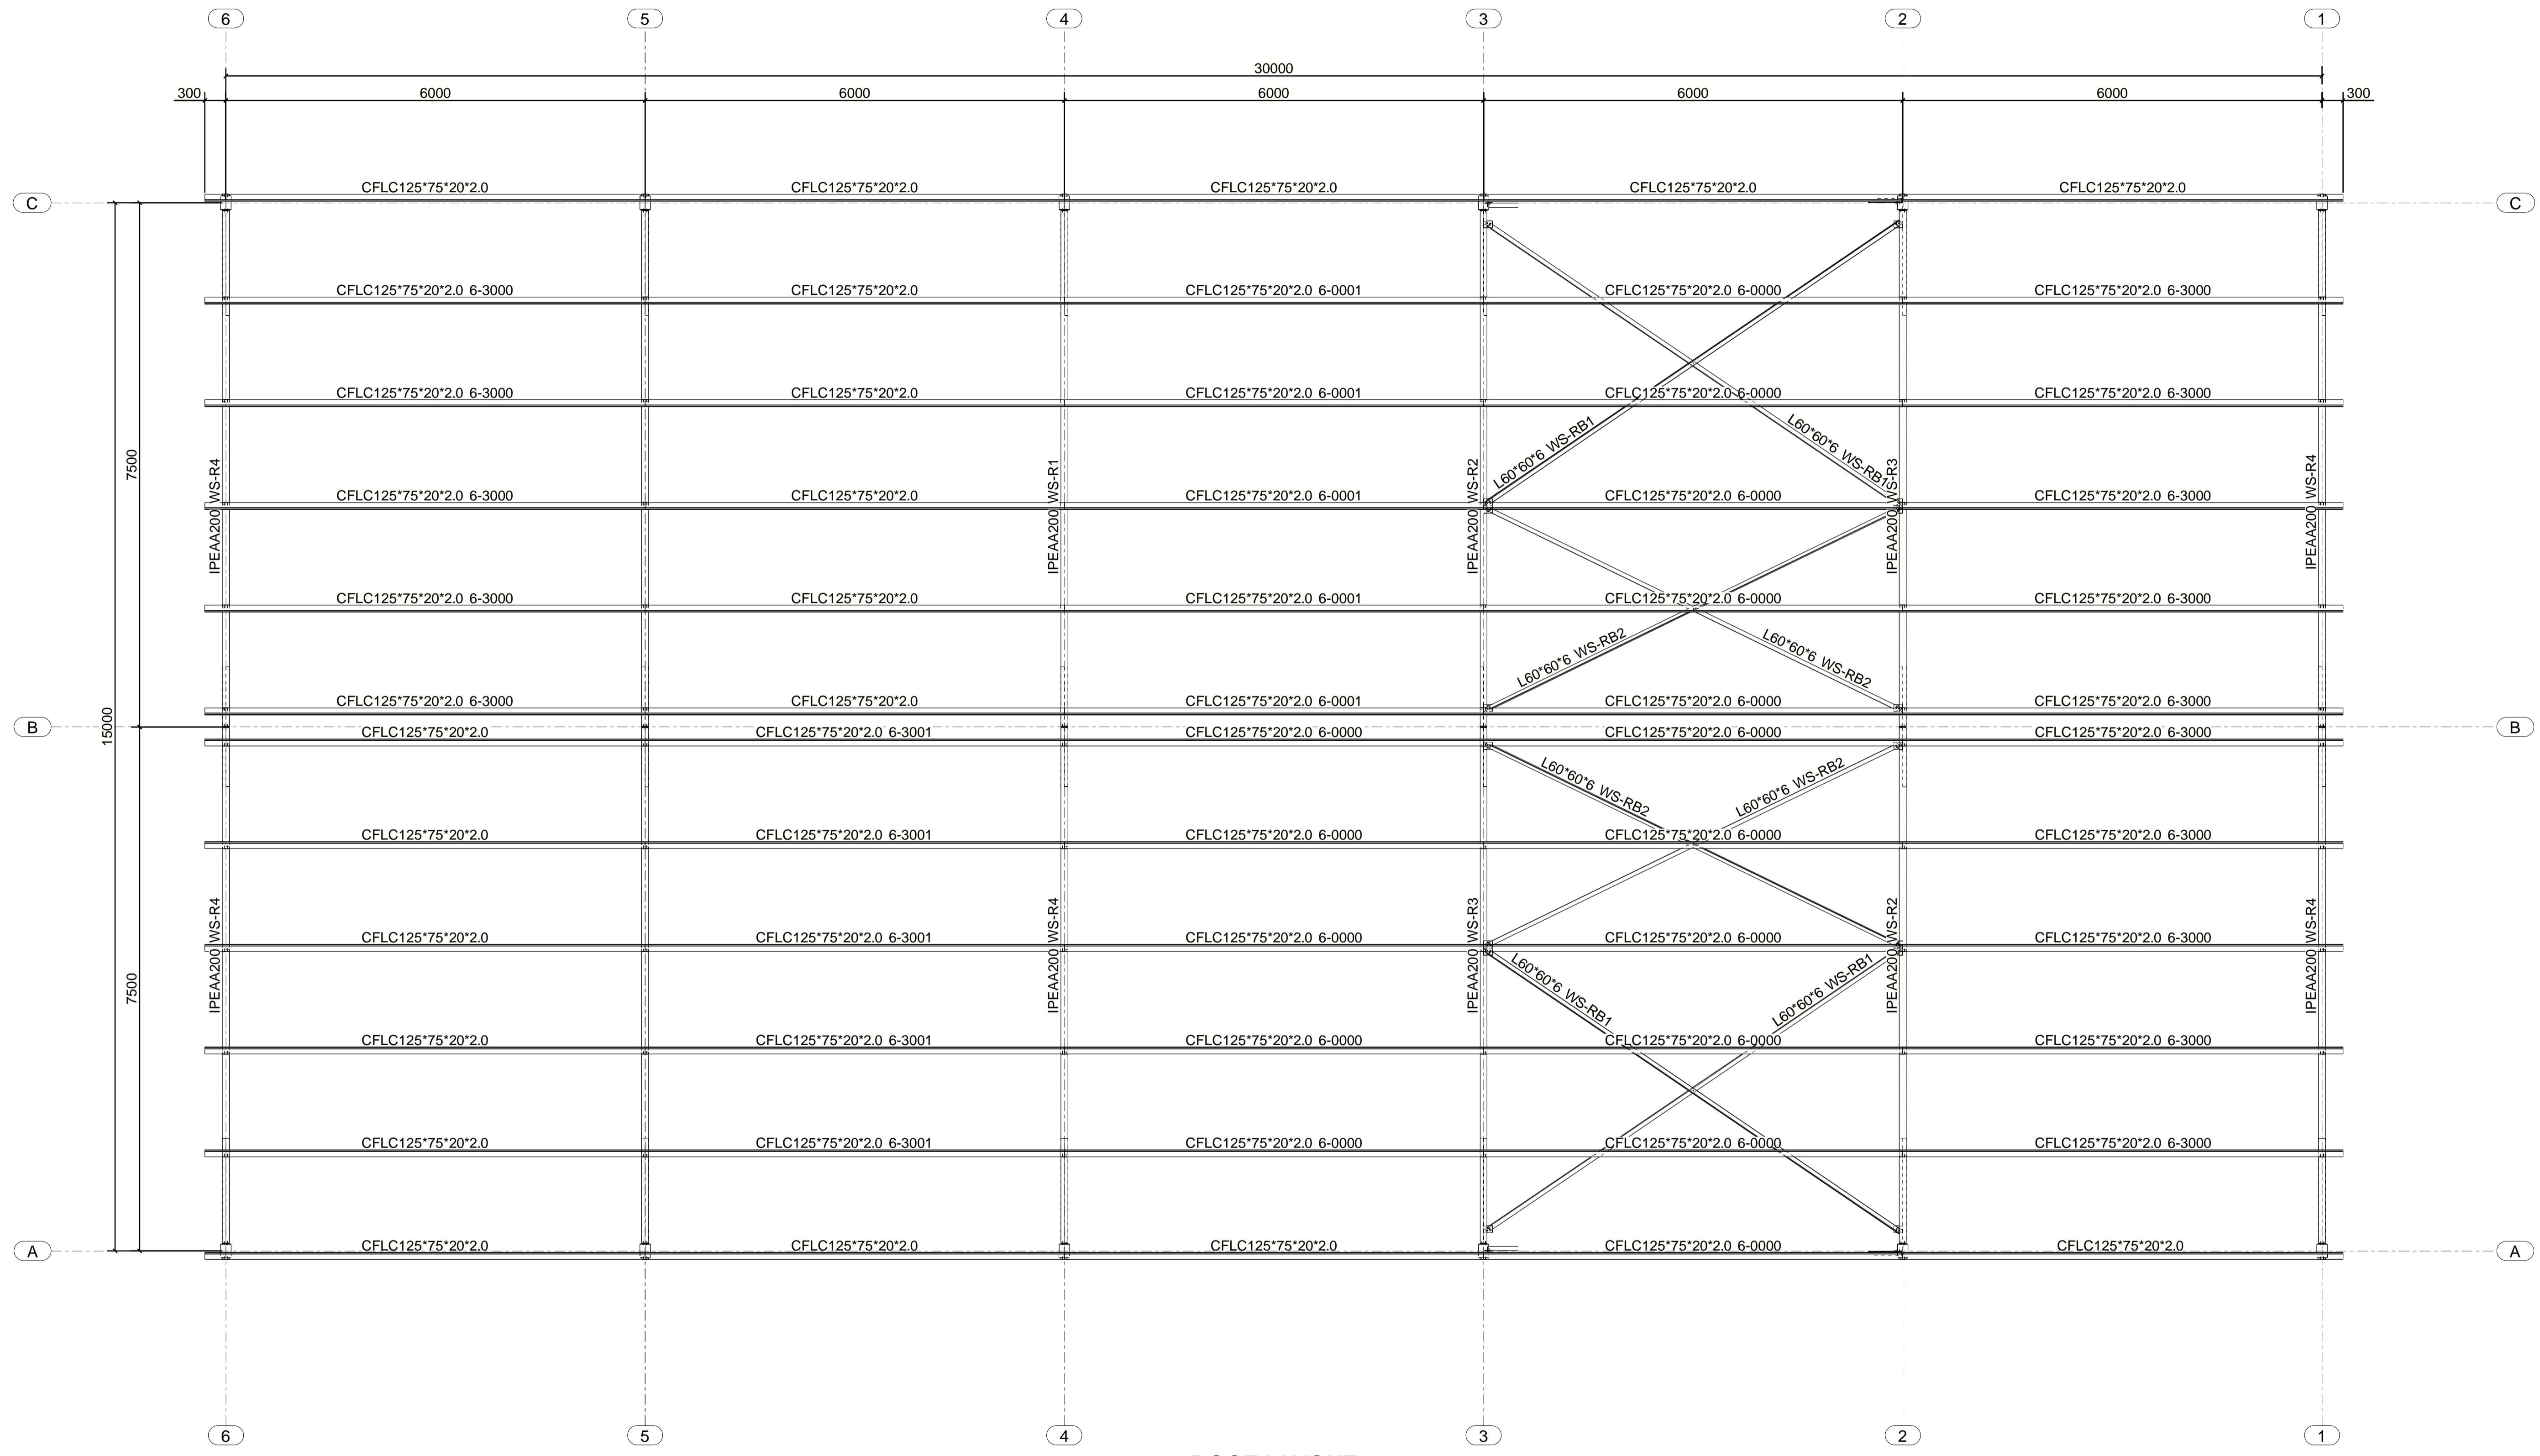 6 5 4 3 2 1
30000
300 6000 6000 6000 6000 6000 300
CFLC125*75*20*2.0 CFLC125*75*20*2.0 CFLC125*75*20*2.0 CFLC125*75*20*2.0 CFLC125*75*20*2.0
C C
CFLC125*75*20*2.0 6-3000 CFLC125*75*20*2.0 CFLC125*75*20*2.0 6-0001 CFLC125*75*20*2.0 6-0000 CFLC125*75*20*2.0 6-3000
CFLC125*75*20*2.0 6-3000 CFLC125*75*20*2.0 CFLC125*75*20*2.0 6-0001 CFLC125*75*20*2.0 6-0000 CFLC125*75*20*2.0 6-3000
L60*60*6 WS-RB1 L60*60*6 WS-RB1
7500
IPEAA200 WS-R4 IPEAA200 WS-R1 IPEAA200 WS-R2 IPEAA200 WS-R3 IPEAA200 WS-R4
CFLC125*75*20*2.0 6-3000 CFLC125*75*20*2.0 CFLC125*75*20*2.0 6-0001 CFLC125*75*20*2.0 6-0000 CFLC125*75*20*2.0 6-3000
CFLC125*75*20*2.0 6-3000 CFLC125*75*20*2.0 CFLC125*75*20*2.0 6-0001 CFLC125*75*20*2.0 6-0000 CFLC125*75*20*2.0 6-3000
L60*60*6 WS-RB2 L60*60*6 WS-RB2
CFLC125*75*20*2.0 6-3000 CFLC125*75*20*2.0 CFLC125*75*20*2.0 6-0001 CFLC125*75*20*2.0 6-0000 CFLC125*75*20*2.0 6-3000
15000
B B
CFLC125*75*20*2.0 CFLC125*75*20*2.0 6-3001 CFLC125*75*20*2.0 6-0000 CFLC125*75*20*2.0 6-0000 CFLC125*75*20*2.0 6-3000
L60*60*6 WS-RB2 L60*60*6 WS-RB2
CFLC125*75*20*2.0 CFLC125*75*20*2.0 6-3001 CFLC125*75*20*2.0 6-0000 CFLC125*75*20*2.0 6-0000 CFLC125*75*20*2.0 6-3000
CFLC125*75*20*2.0 CFLC125*75*20*2.0 6-3001 CFLC125*75*20*2.0 6-0000 CFLC125*75*20*2.0 6-0000 CFLC125*75*20*2.0 6-3000
7500
IPEAA200 WS-R4 IPEAA200 WS-R4 IPEAA200 WS-R3 IPEAA200 WS-R2 IPEAA200 WS-R4
L60*60*6 WS-RB1 L60*60*6 WS-RB1
CFLC125*75*20*2.0 CFLC125*75*20*2.0 6-3001 CFLC125*75*20*2.0 6-0000 CFLC125*75*20*2.0 6-0000 CFLC125*75*20*2.0 6-3000
CFLC125*75*20*2.0 CFLC125*75*20*2.0 6-3001 CFLC125*75*20*2.0 6-0000 CFLC125*75*20*2.0 6-0000 CFLC125*75*20*2.0 6-3000
CFLC125*75*20*2.0 CFLC125*75*20*2.0 CFLC125*75*20*2.0 CFLC125*75*20*2.0 6-0000 CFLC125*75*20*2.0
A A
6 5 4 3 2 1